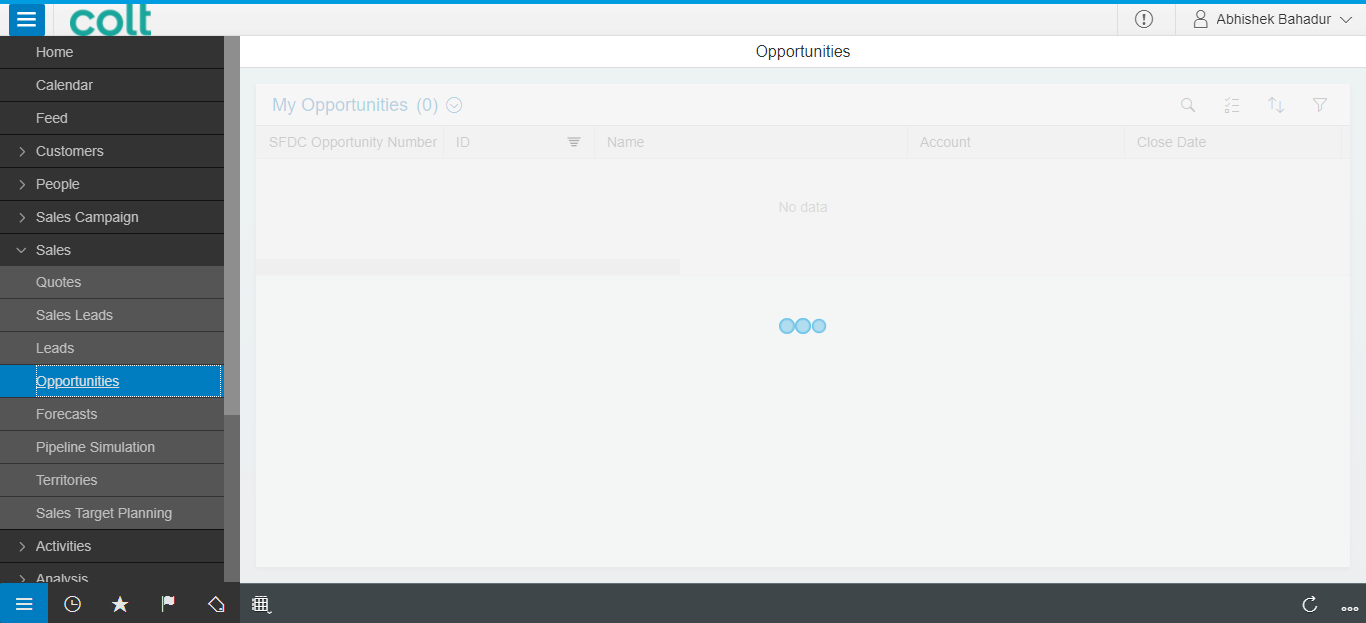 colt
Abhishek Bahadur
Home
Calendar
Feed
Customers
People
Sales Campaign
Sales
Quotes
Sales Leads
Leads
Opportunities
Forecasts
Pipeline Simulation
Territories
Sales Target Planning
Activities
Analysis
Opportunities
My Opportunities (0)
SFDC Opportunity Number ID Name Account Close Date
No data